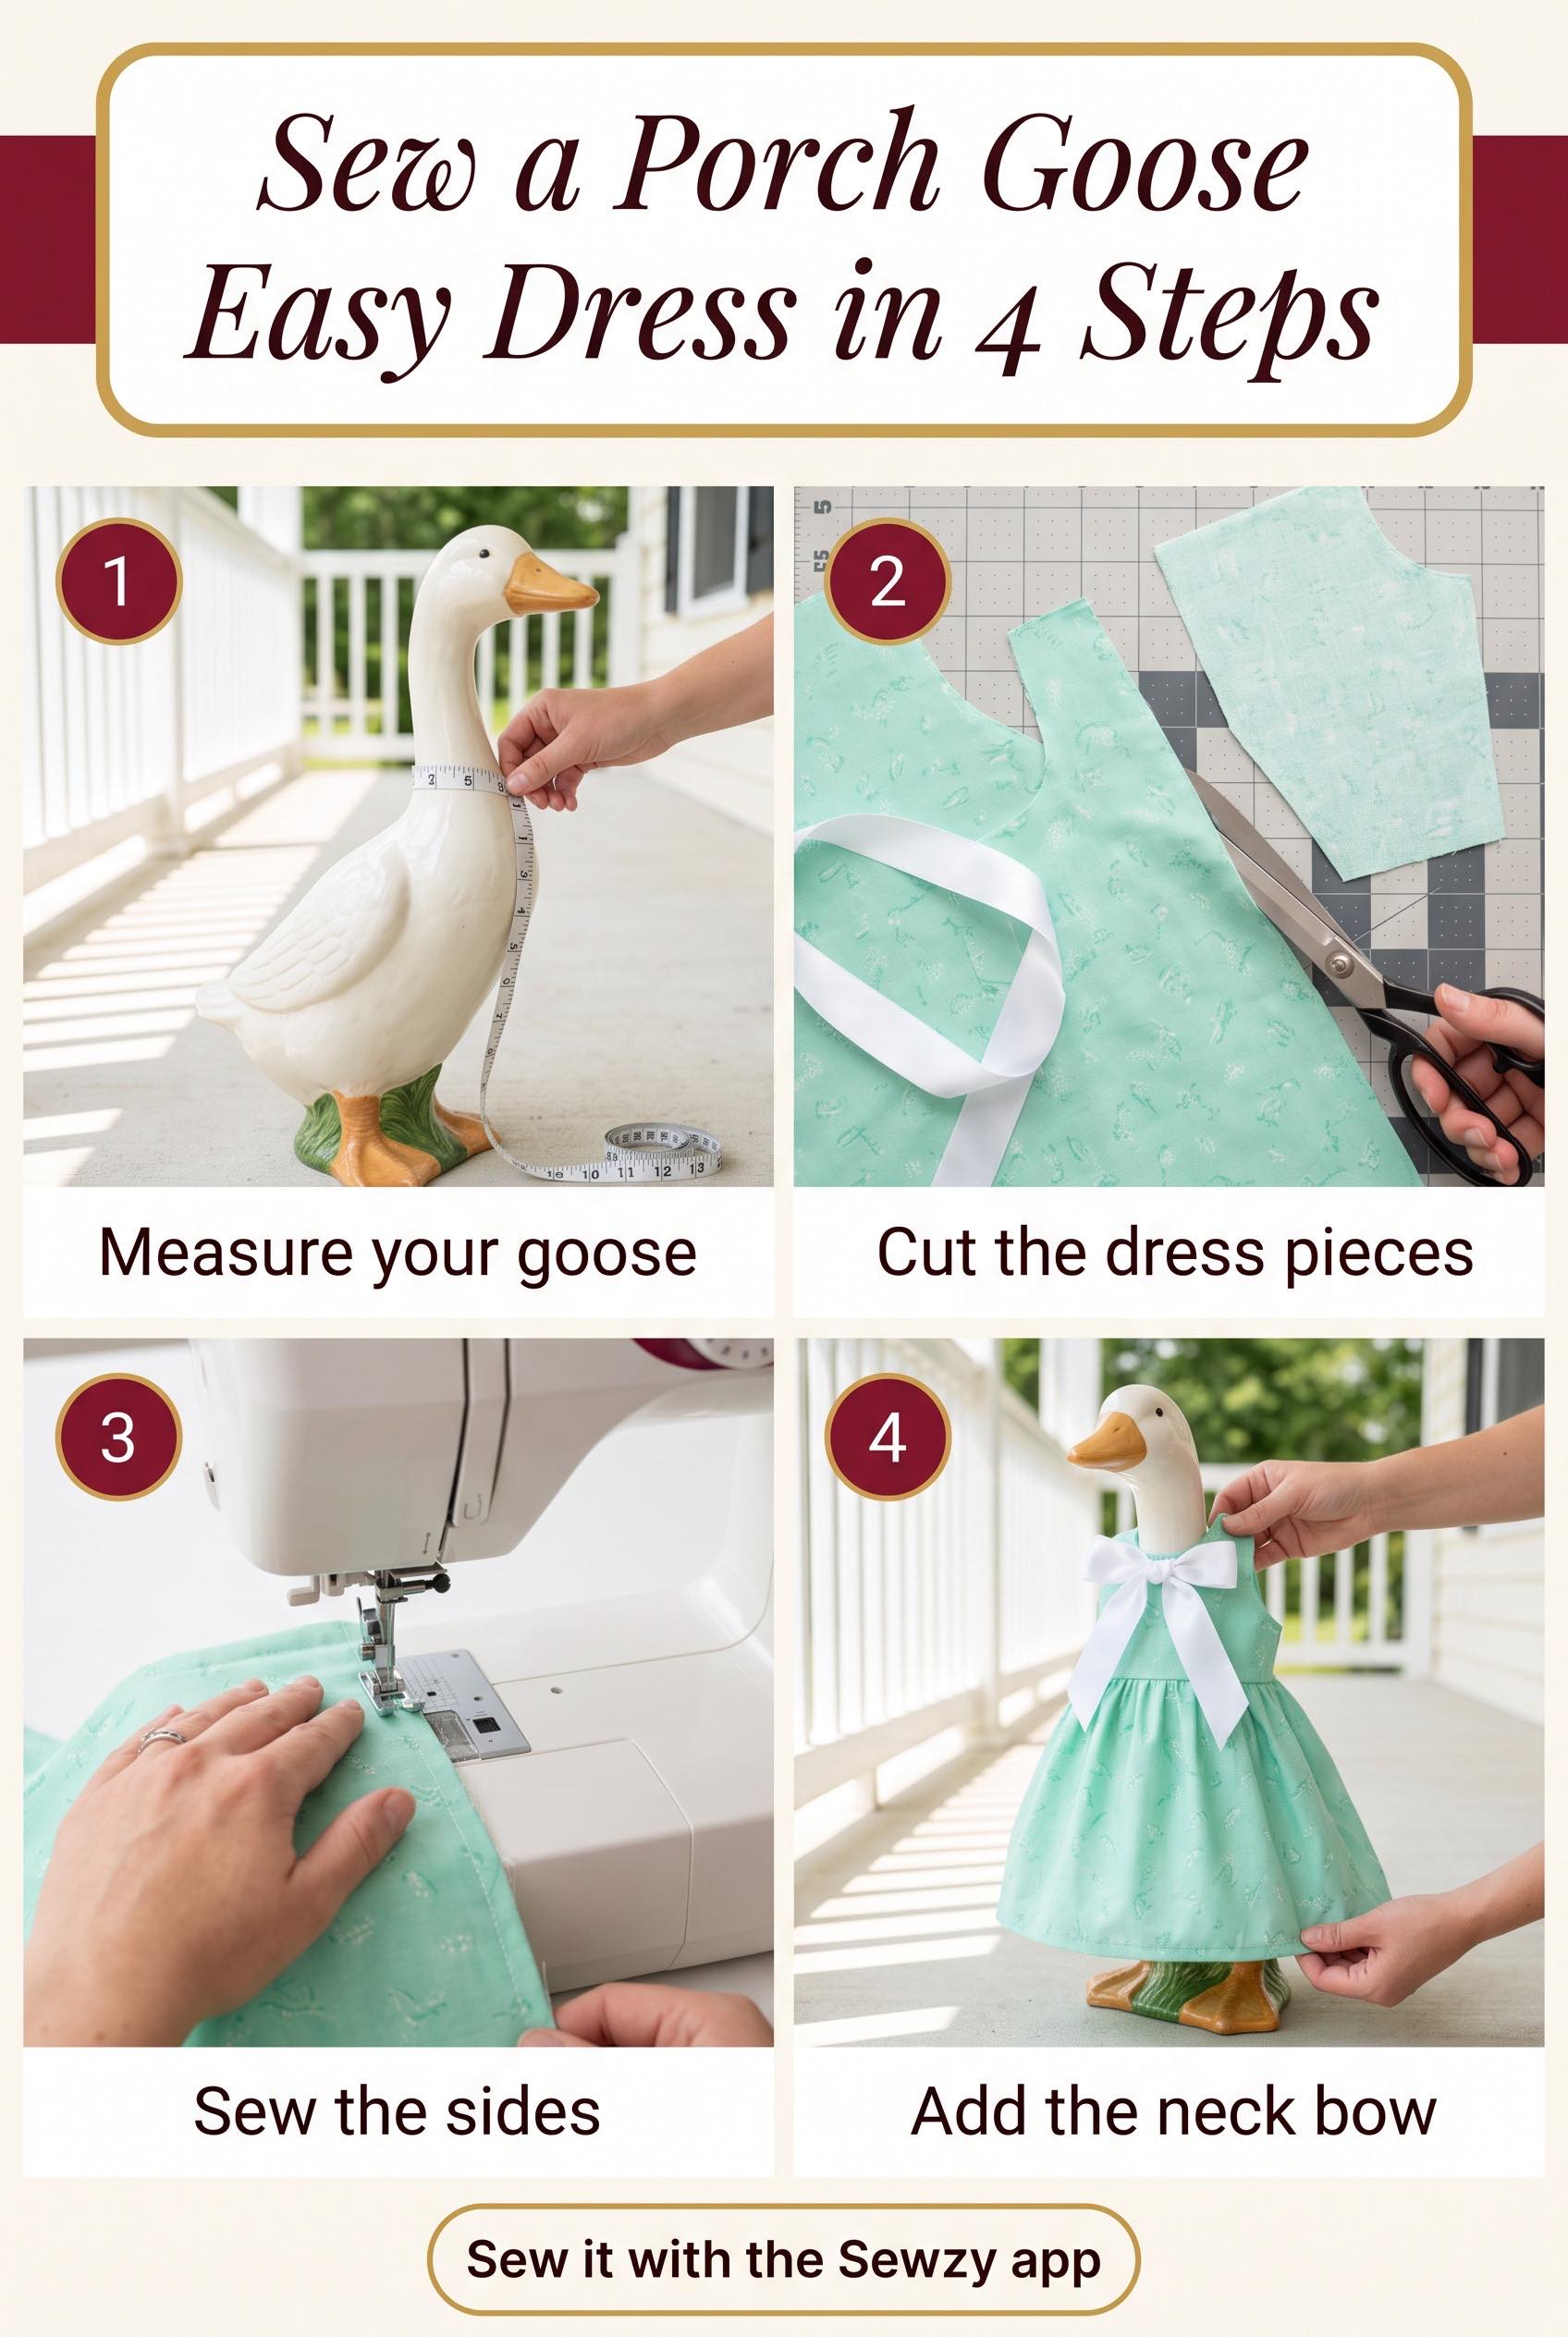 Sew a Porch Goose
Easy Dress in 4 Steps
1
2
Measure your goose
Cut the dress pieces
3
4
Sew the sides
Add the neck bow
Sew it with the Sewzy app